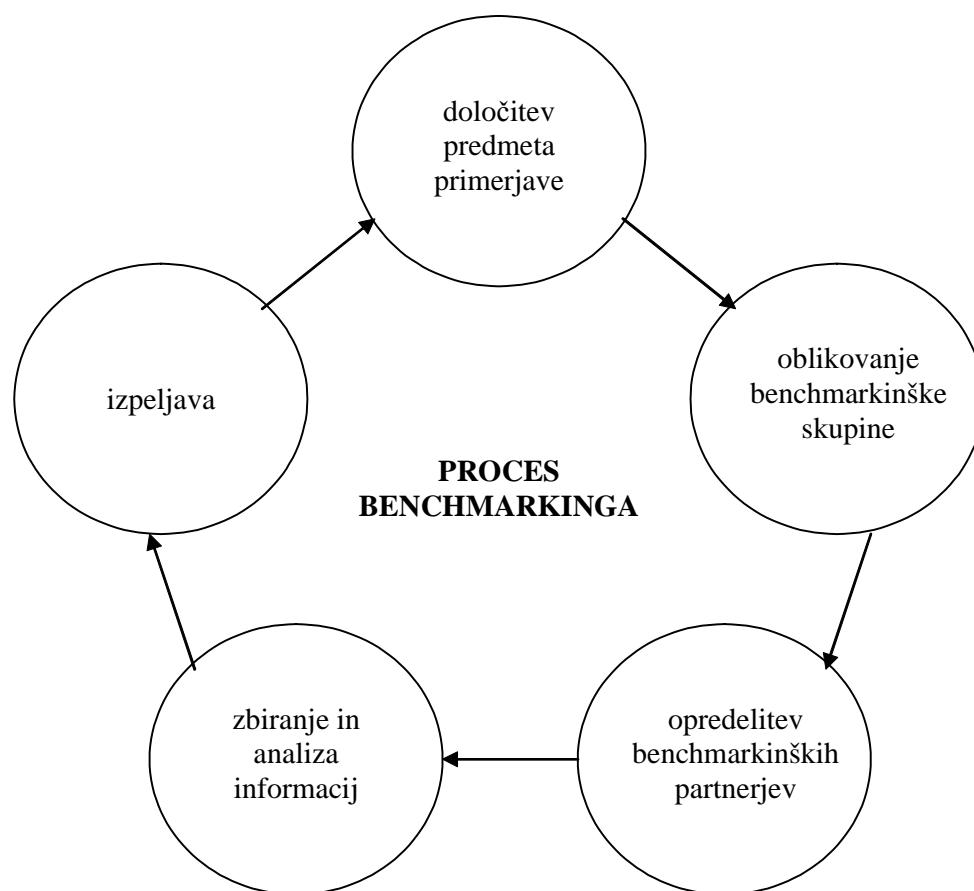 določitev
predmeta
primerjave
oblikovanje
benchmarkinške
skupine
opredelitev
benchmarkinških
partnerjev
zbiranje in
analiza
informacij
izpeljava
PROCES
BENCHMARKINGA